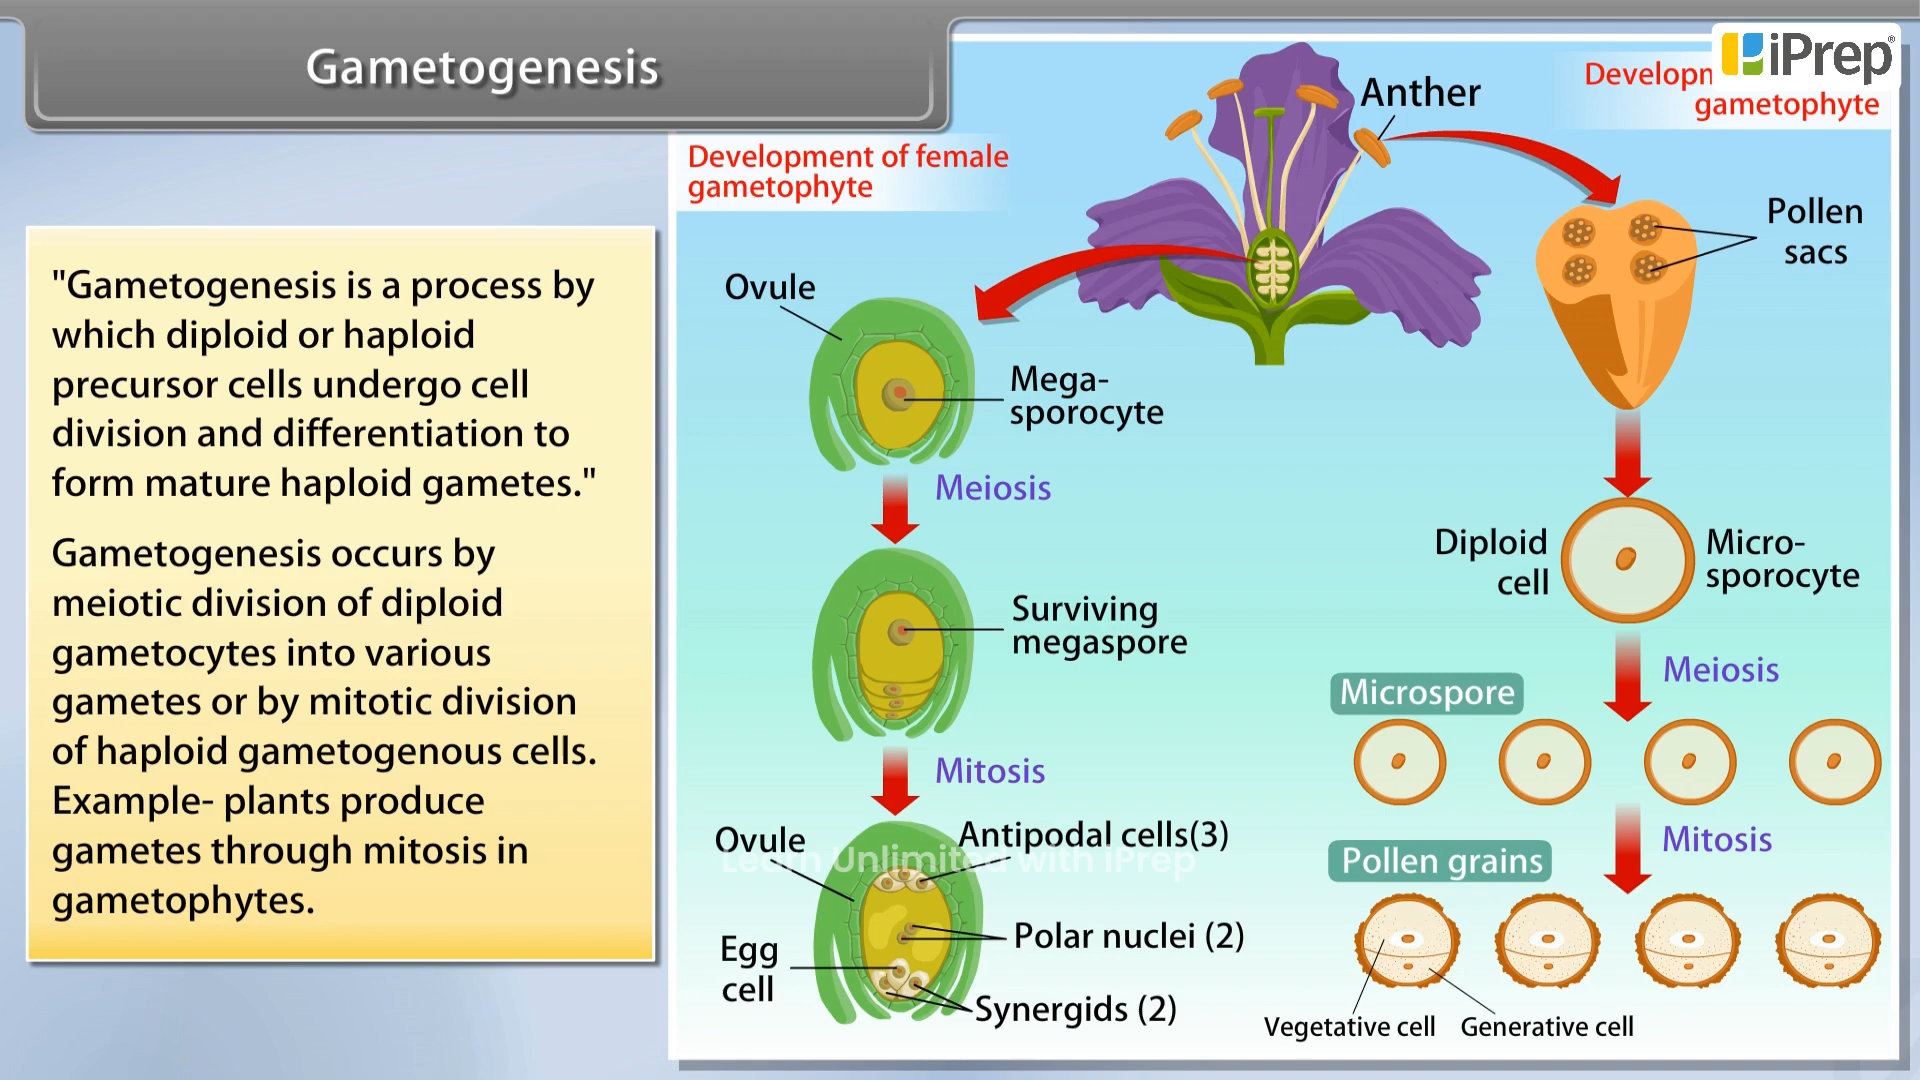 Gametogenesis
iPrep®
"Gametogenesis is a process by
which diploid or haploid
precursor cells undergo cell
division and differentiation to
form mature haploid gametes."
Gametogenesis occurs by
meiotic division of diploid
gametocytes into various
gametes or by mitotic division
of haploid gametogenous cells.
Example- plants produce
gametes through mitosis in
gametophytes.
Development of female
gametophyte
Ovule
Mega-
sporocyte
Meiosis
Surviving
megaspore
Mitosis
Ovule
Antipodal cells(3)
Learn Unlimited with iPrep
Polar nuclei (2)
Egg
cell
Synergids (2)
Anther
gametophyte
Pollen
sacs
Diploid
cell
Micro-
sporocyte
Meiosis
Microspore
Mitosis
Pollen grains
Vegetative cell
Generative cell